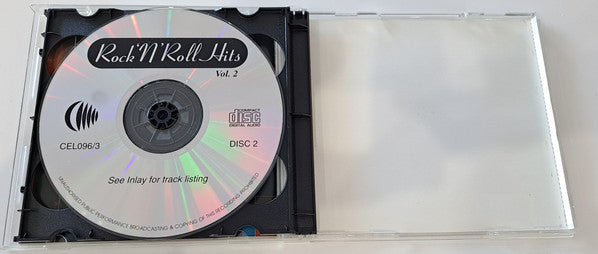 Rock'N'Roll Hits
Vol. 2
COMPACT
disc
DIGITAL AUDIO
CEL096/3
DISC 2
See Inlay for track listing
UNAUTHORISED PUBLIC PERFORMANCE BROADCASTING & COPYING OF THIS RECORDING PROHIBITED